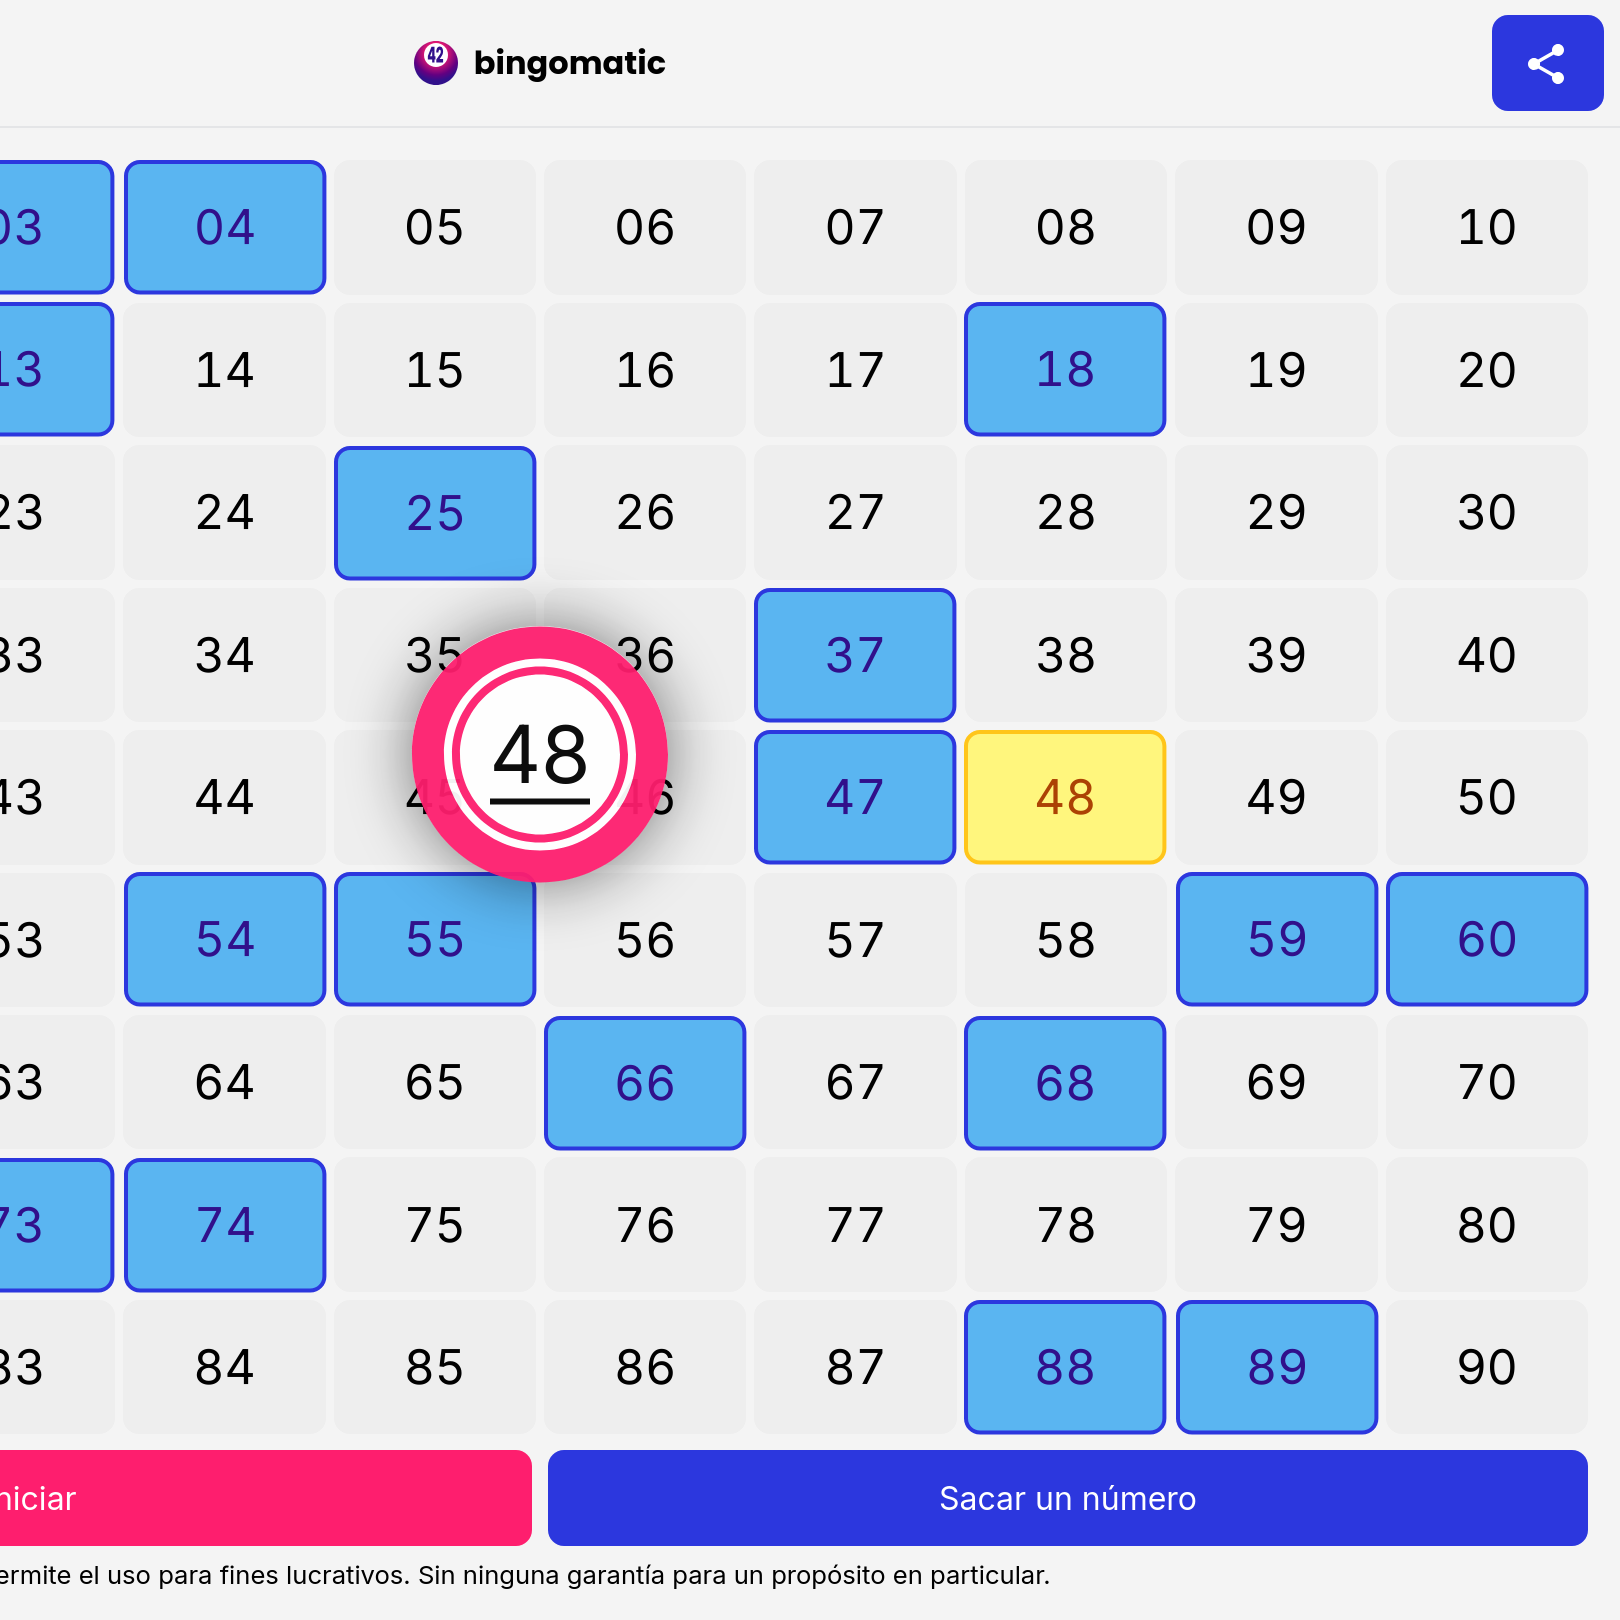 42 bingomatic
03 04 05 06 07 08 09 10
13 14 15 16 17 18 19 20
23 24 25 26 27 28 29 30
33 34 35 36 37 38 39 40
48
43 44 45 46 47 48 49 50
53 54 55 56 57 58 59 60
63 64 65 66 67 68 69 70
73 74 75 76 77 78 79 80
83 84 85 86 87 88 89 90
niciar Sacar un número
ermite el uso para fines lucrativos. Sin ninguna garantía para un propósito en particular.